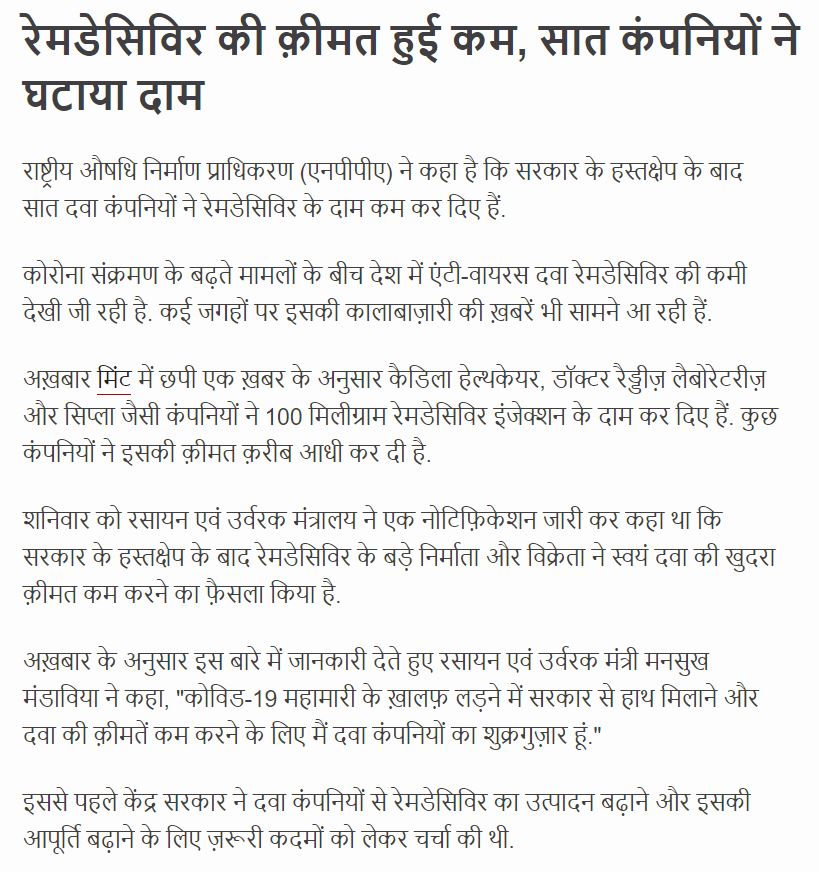 रेमडेसिविर की क़ीमत हुई कम, सात कंपनियों ने
घटाया दाम
राष्ट्रीय औषधि निर्माण प्राधिकरण (एनपीपीए) ने कहा है कि सरकार के हस्तक्षेप के बाद
सात दवा कंपनियों ने रेमडेसिविर के दाम कम कर दिए हैं.
कोरोना संक्रमण के बढ़ते मामलों के बीच देश में एंटी-वायरस दवा रेमडेसिविर की कमी
देखी जी रही है. कई जगहों पर इसकी कालाबाज़ारी की ख़बरें भी सामने आ रही हैं.
अख़बार मिंट में छपी एक ख़बर के अनुसार कैडिला हेल्थकेयर, डॉक्टर रैड्डीज़ लैबोरेटरीज़
और सिप्ला जैसी कंपनियों ने 100 मिलीग्राम रेमडेसिविर इंजेक्शन के दाम कर दिए हैं. कुछ
कंपनियों ने इसकी क़ीमत क़रीब आधी कर दी है.
शनिवार को रसायन एवं उर्वरक मंत्रालय ने एक नोटिफ़िकेशन जारी कर कहा था कि
सरकार के हस्तक्षेप के बाद रेमडेसिविर के बड़े निर्माता और विक्रेता ने स्वयं दवा की खुदरा
क़ीमत कम करने का फ़ैसला किया है.
अख़बार के अनुसार इस बारे में जानकारी देते हुए रसायन एवं उर्वरक मंत्री मनसुख
मंडाविया ने कहा, "कोविड-19 महामारी के ख़ालफ़ लड़ने में सरकार से हाथ मिलाने और
दवा की क़ीमतें कम करने के लिए मैं दवा कंपनियों का शुक्रगुज़ार हूं."
इससे पहले केंद्र सरकार ने दवा कंपनियों से रेमडेसिविर का उत्पादन बढ़ाने और इसकी
आपूर्ति बढ़ाने के लिए ज़रूरी कदमों को लेकर चर्चा की थी.